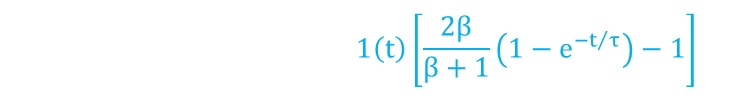 1(t) [2β/(β + 1) (1 − e^(−t/τ)) − 1]